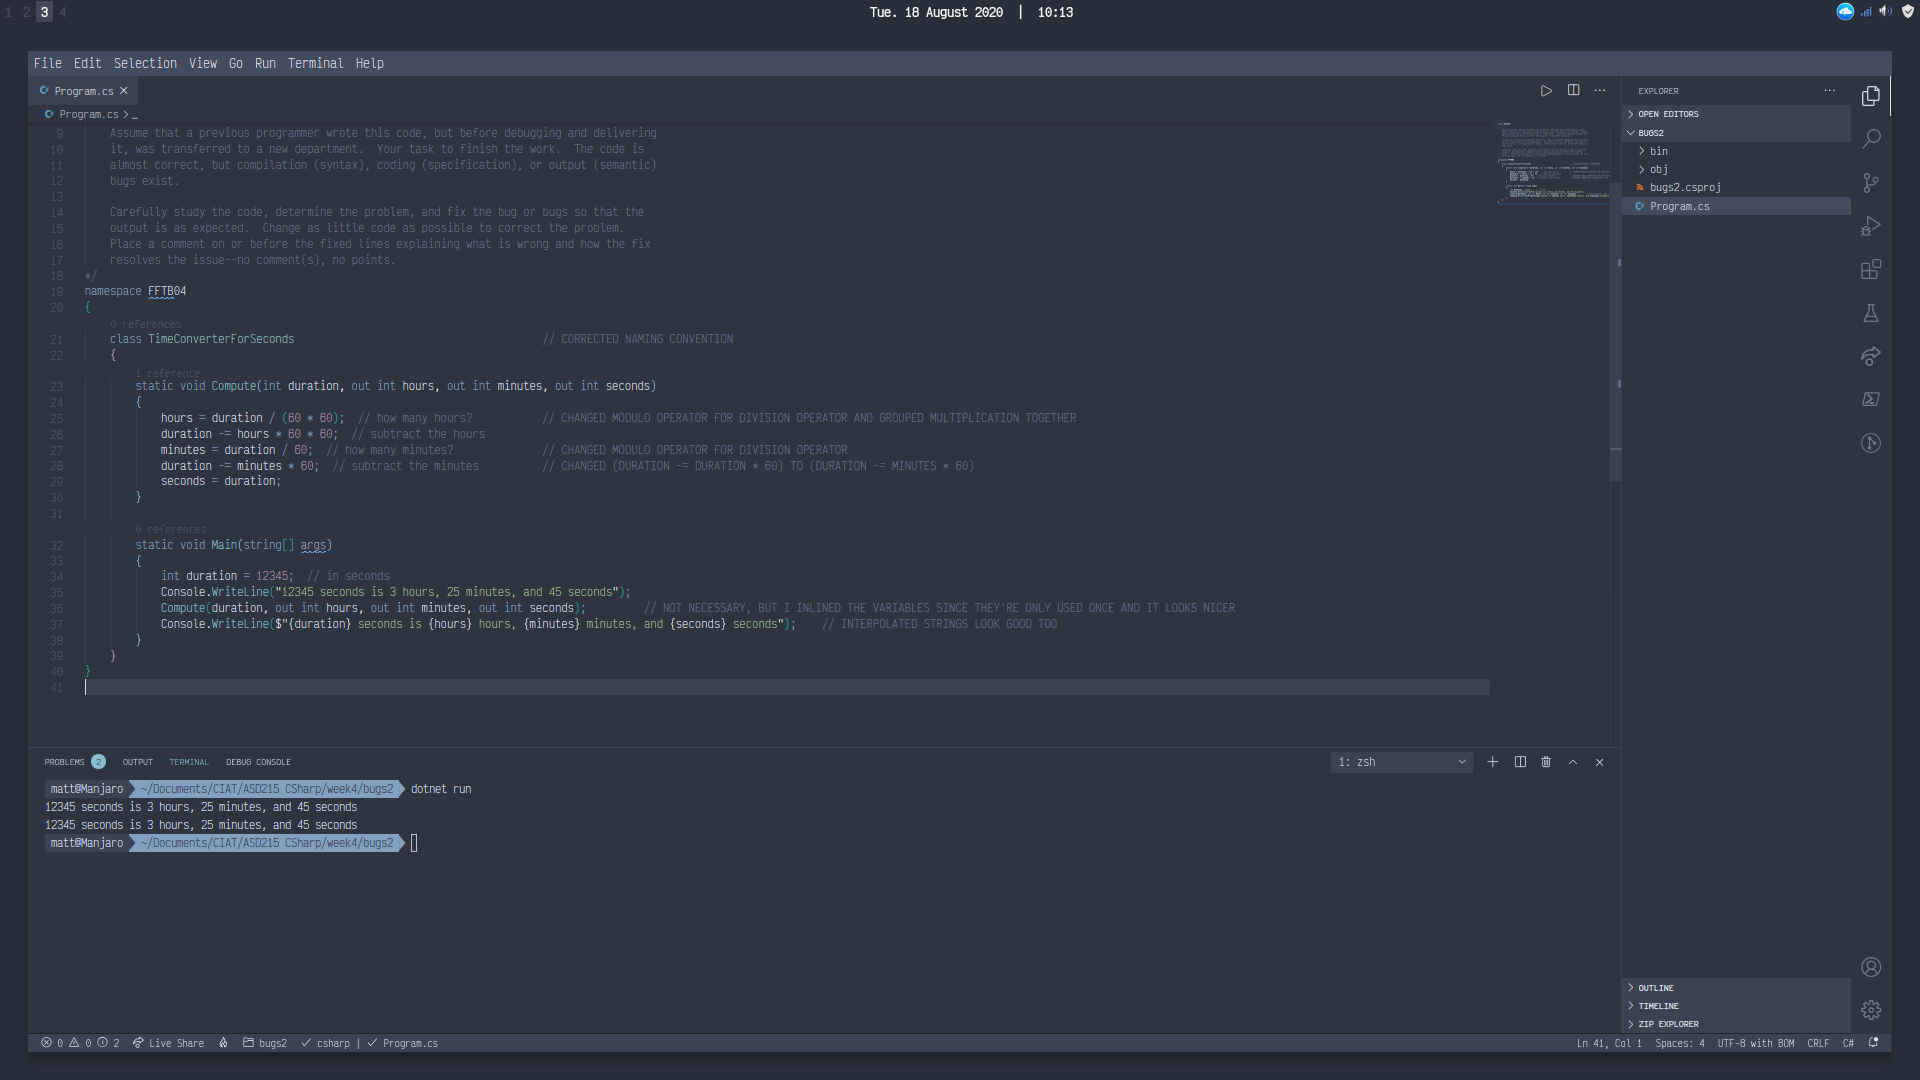 1 2 3 4
Tue. 18 August 2020 | 10:13
File Edit Selection View Go Run Terminal Help
Program.cs
Program.cs > _
9 Assume that a previous programmer wrote this code, but before debugging and delivering
10 it, was transferred to a new department.  Your task to finish the work.  The code is
11 almost correct, but compilation (syntax), coding (specification), or output (semantic)
12 bugs exist.
13
14 Carefully study the code, determine the problem, and fix the bug or bugs so that the
15 output is as expected.  Change as little code as possible to correct the problem.
16 Place a comment on or before the fixed lines explaining what is wrong and how the fix
17 resolves the issue--no comment(s), no points.
18 */
19 namespace FFTB04
20 {
0 references
21 class TimeConverterForSeconds // CORRECTED NAMING CONVENTION
22 {
1 reference
23 static void Compute(int duration, out int hours, out int minutes, out int seconds)
24 {
25 hours = duration / (60 * 60);  // how many hours? // CHANGED MODULO OPERATOR FOR DIVISION OPERATOR AND GROUPED MULTIPLICATION TOGETHER
26 duration -= hours * 60 * 60;  // subtract the hours
27 minutes = duration / 60;  // how many minutes? // CHANGED MODULO OPERATOR FOR DIVISION OPERATOR
28 duration -= minutes * 60;  // subtract the minutes // CHANGED (DURATION -= DURATION * 60) TO (DURATION -= MINUTES * 60)
29 seconds = duration;
30 }
31
0 references
32 static void Main(string[] args)
33 {
34 int duration = 12345;  // in seconds
35 Console.WriteLine("12345 seconds is 3 hours, 25 minutes, and 45 seconds");
36 Compute(duration, out int hours, out int minutes, out int seconds); // NOT NECESSARY, BUT I INLINED THE VARIABLES SINCE THEY'RE ONLY USED ONCE AND IT LOOKS NICER
37 Console.WriteLine($"{duration} seconds is {hours} hours, {minutes} minutes, and {seconds} seconds"); // INTERPOLATED STRINGS LOOK GOOD TOO
38 }
39 }
40 }
41
EXPLORER
OPEN EDITORS
BUGS2
bin
obj
bugs2.csproj
Program.cs
PROBLEMS 2 OUTPUT TERMINAL DEBUG CONSOLE 1: zsh
matt@Manjaro ~/Documents/CIAT/ASD215 CSharp/week4/bugs2 dotnet run
12345 seconds is 3 hours, 25 minutes, and 45 seconds
12345 seconds is 3 hours, 25 minutes, and 45 seconds
matt@Manjaro ~/Documents/CIAT/ASD215 CSharp/week4/bugs2
OUTLINE
TIMELINE
ZIP EXPLORER
0 0 2 Live Share bugs2 csharp | Program.cs Ln 41, Col 1 Spaces: 4 UTF-8 with BOM CRLF C#